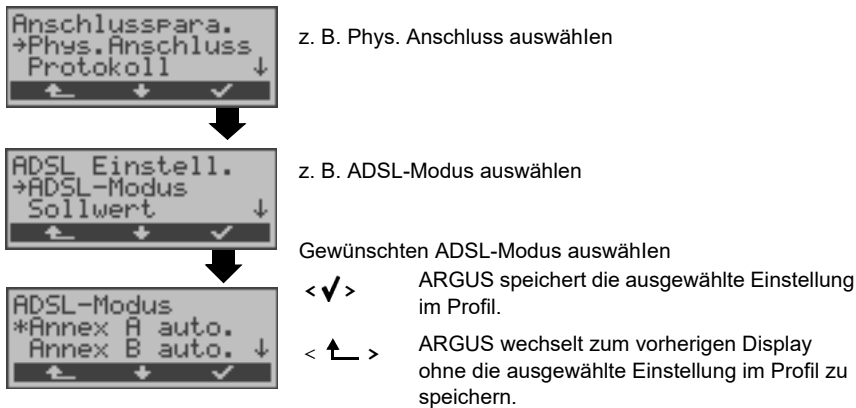 Anschlusspara.
→Phys.Anschluss
Protokoll ↓
z. B. Phys. Anschluss auswählen
ADSL Einstell.
→ADSL-Modus
Sollwert ↓
z. B. ADSL-Modus auswählen
Gewünschten ADSL-Modus auswählen
<✓> ARGUS speichert die ausgewählte Einstellung
im Profil.
ADSL-Modus
*Annex A auto.
Annex B auto. ↓
< > ARGUS wechselt zum vorherigen Display
ohne die ausgewählte Einstellung im Profil zu
speichern.